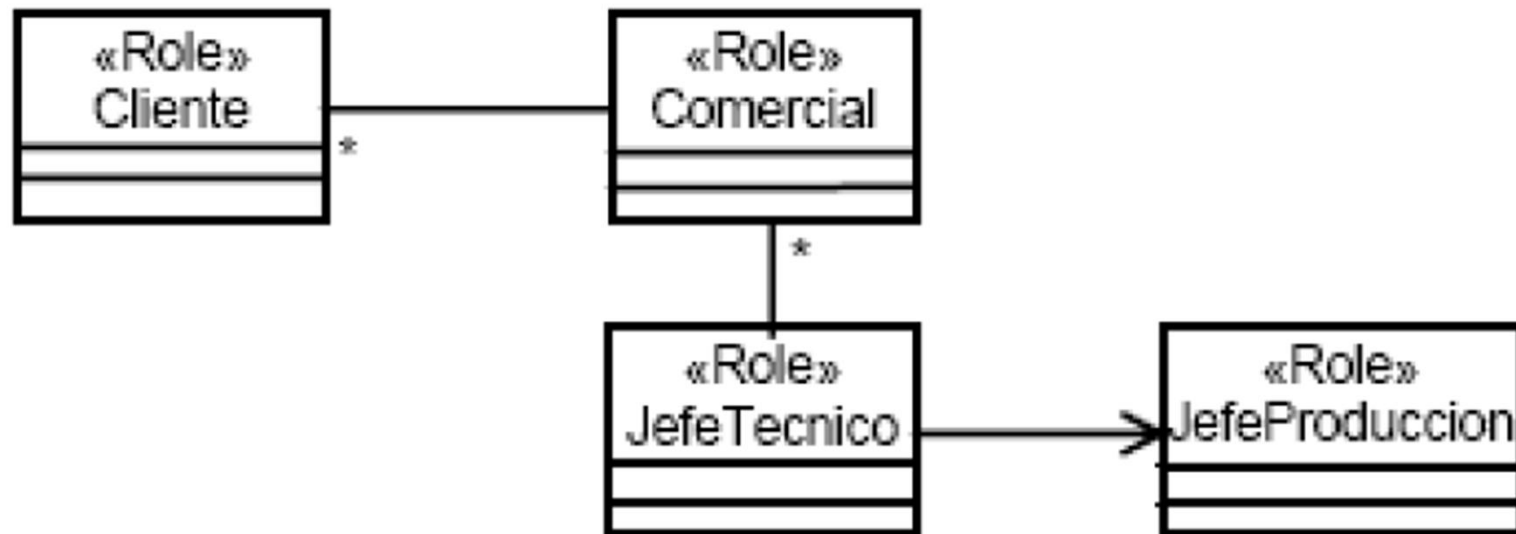 «Role»
Cliente
*
«Role»
Comercial
*
«Role»
JefeTecnico
«Role»
JefeProduccion